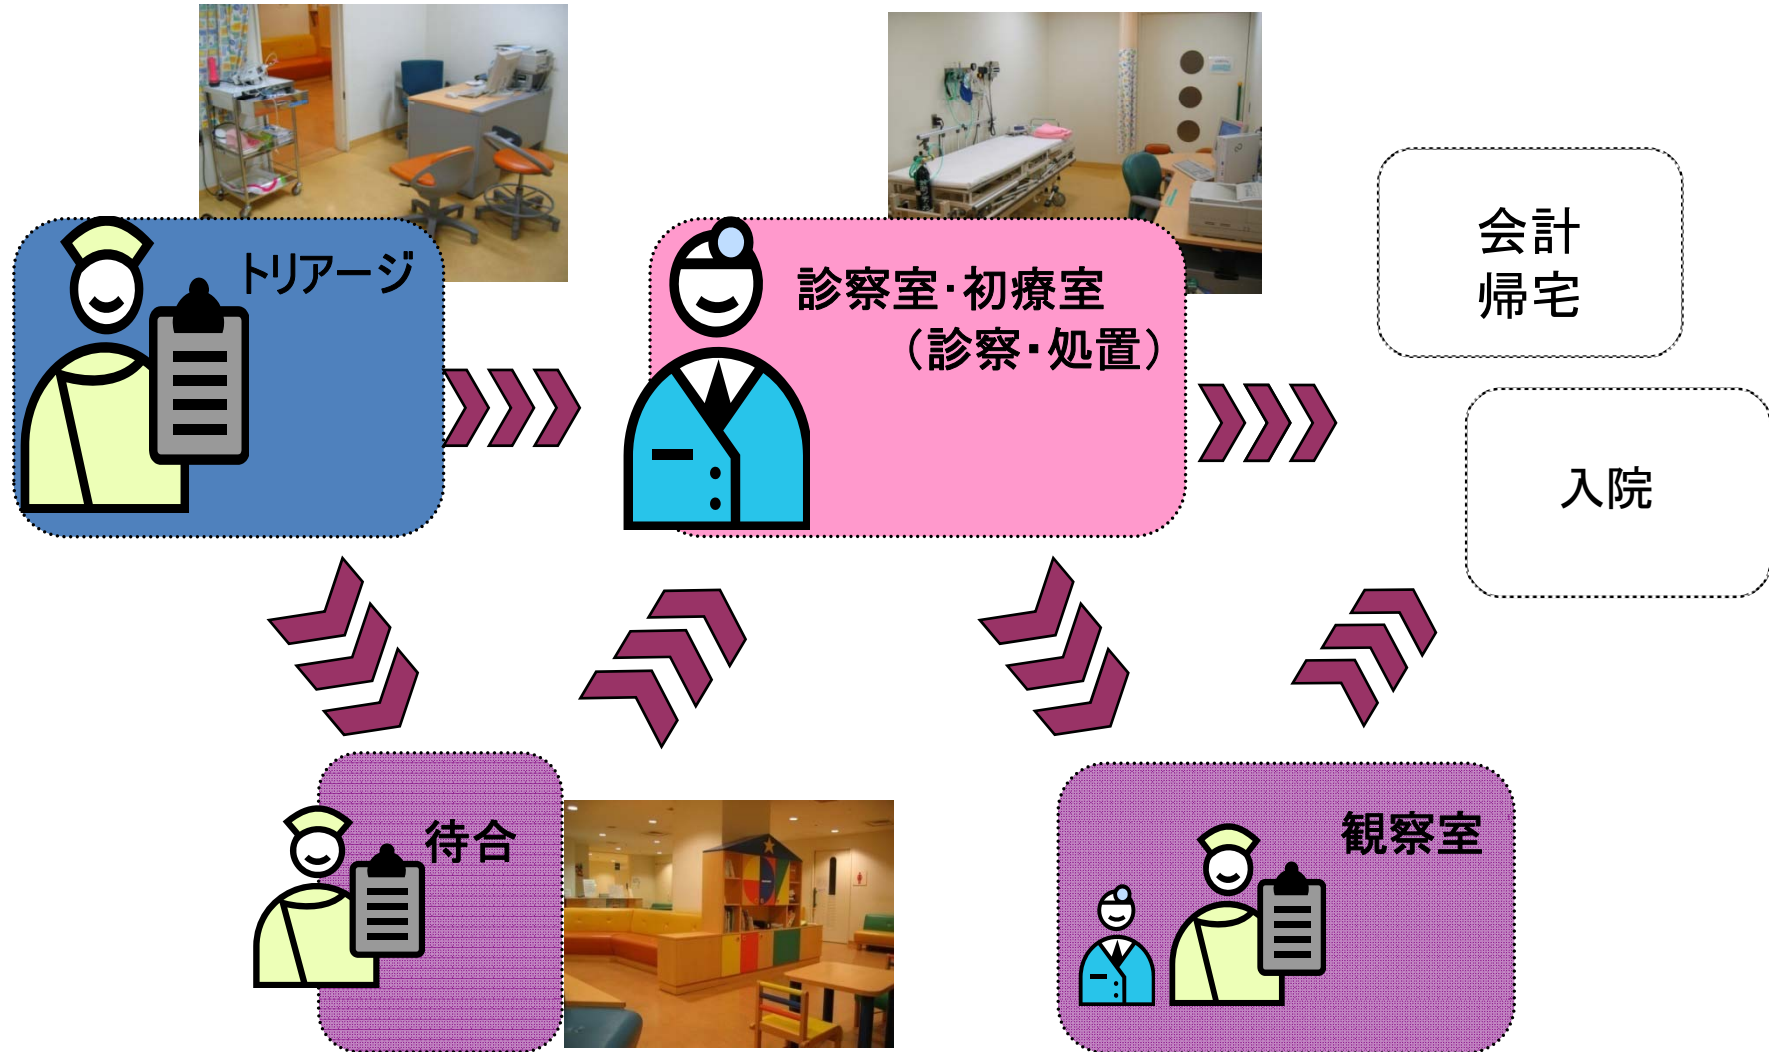 トリアージ
診察室・初療室
（診察・処置）
会計
帰宅
入院
待合
観察室